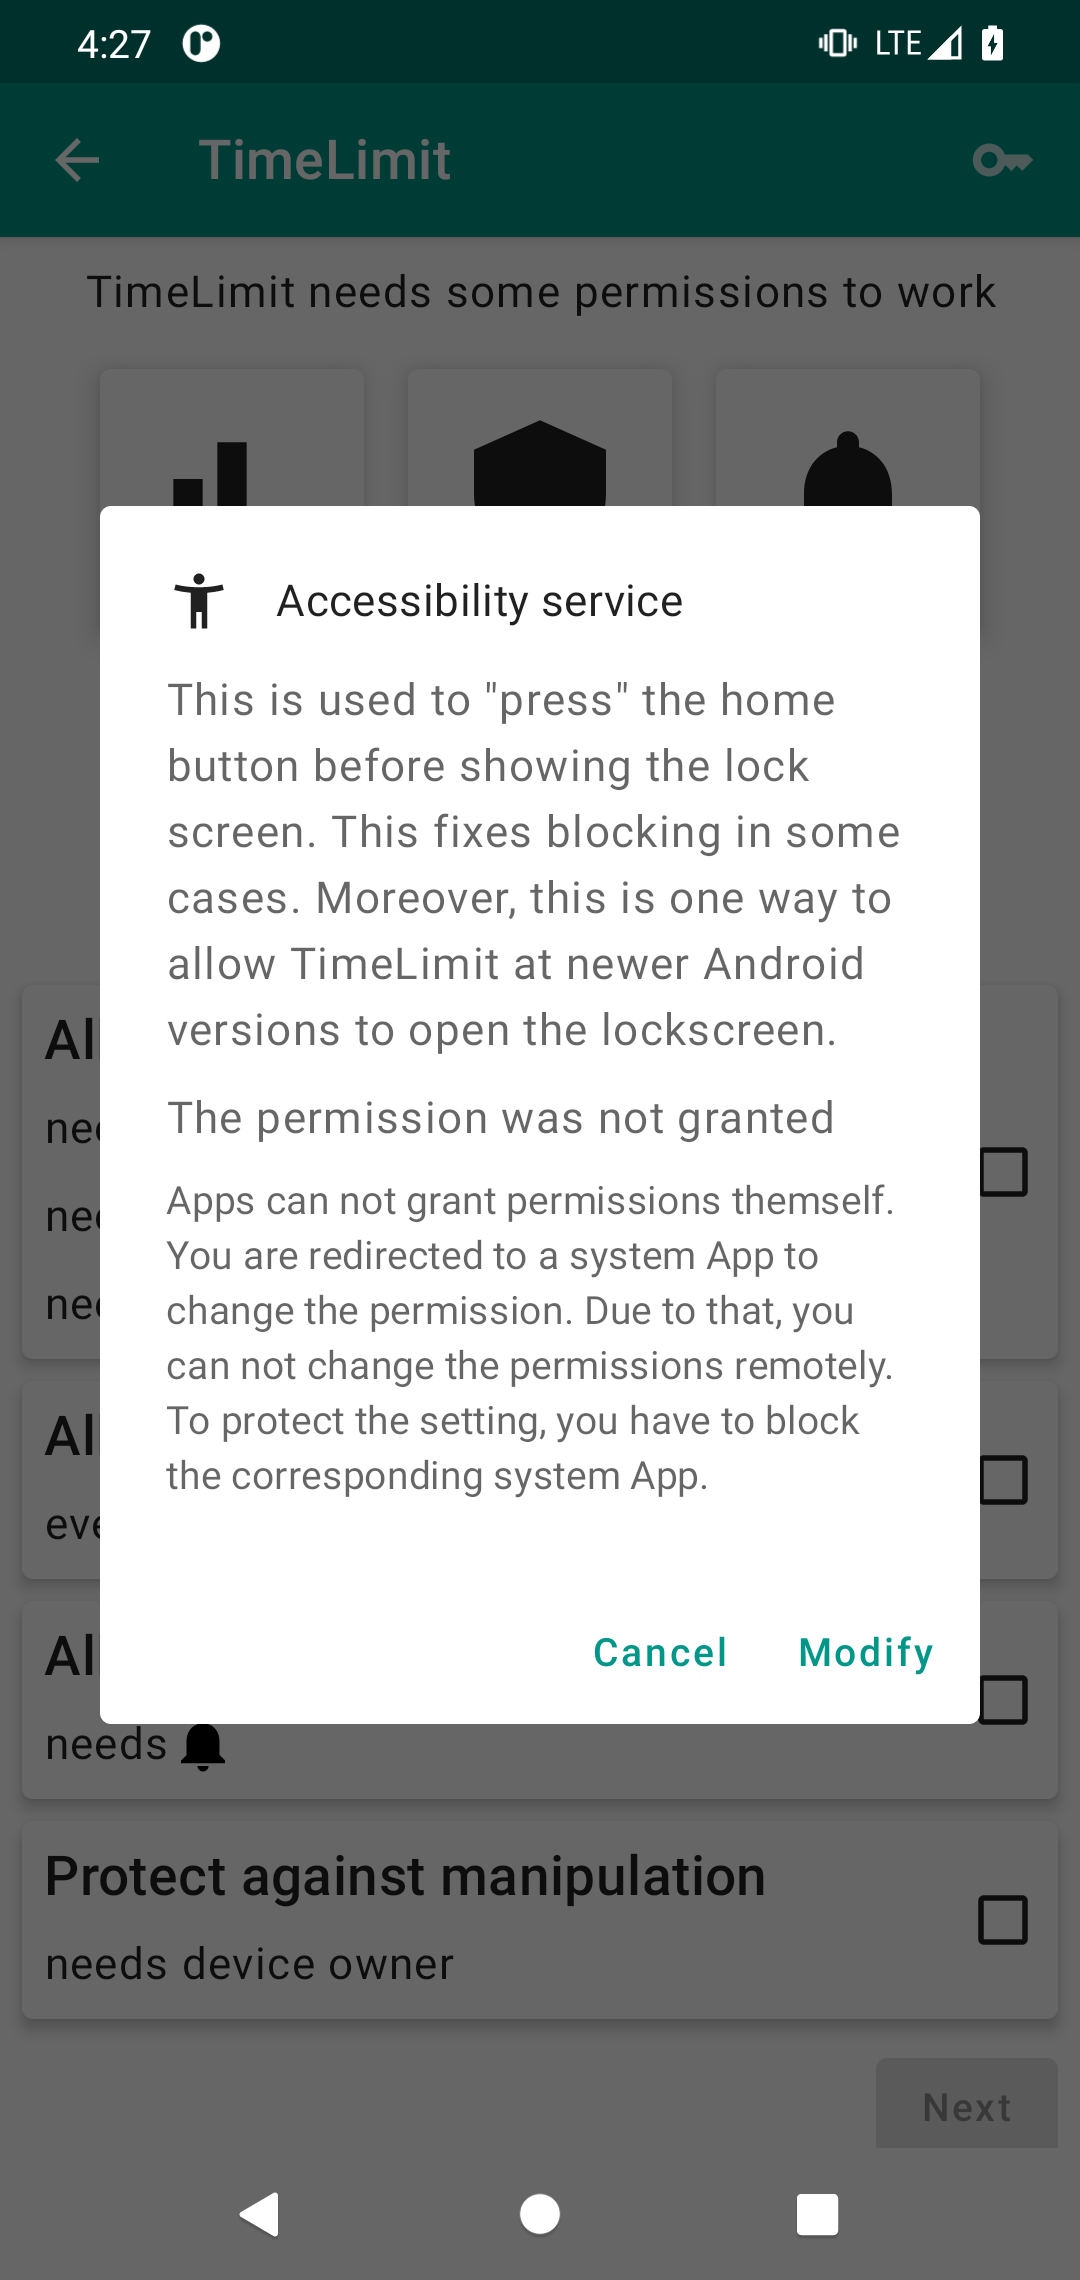 4:27 LTE
TimeLimit
TimeLimit needs some permissions to work
Accessibility service
This is used to "press" the home
button before showing the lock
screen. This fixes blocking in some
cases. Moreover, this is one way to
allow TimeLimit at newer Android
versions to open the lockscreen.
The permission was not granted
Apps can not grant permissions themself.
You are redirected to a system App to
change the permission. Due to that, you
can not change the permissions remotely.
To protect the setting, you have to block
the corresponding system App.
Cancel Modify
needs
Protect against manipulation
needs device owner
Next